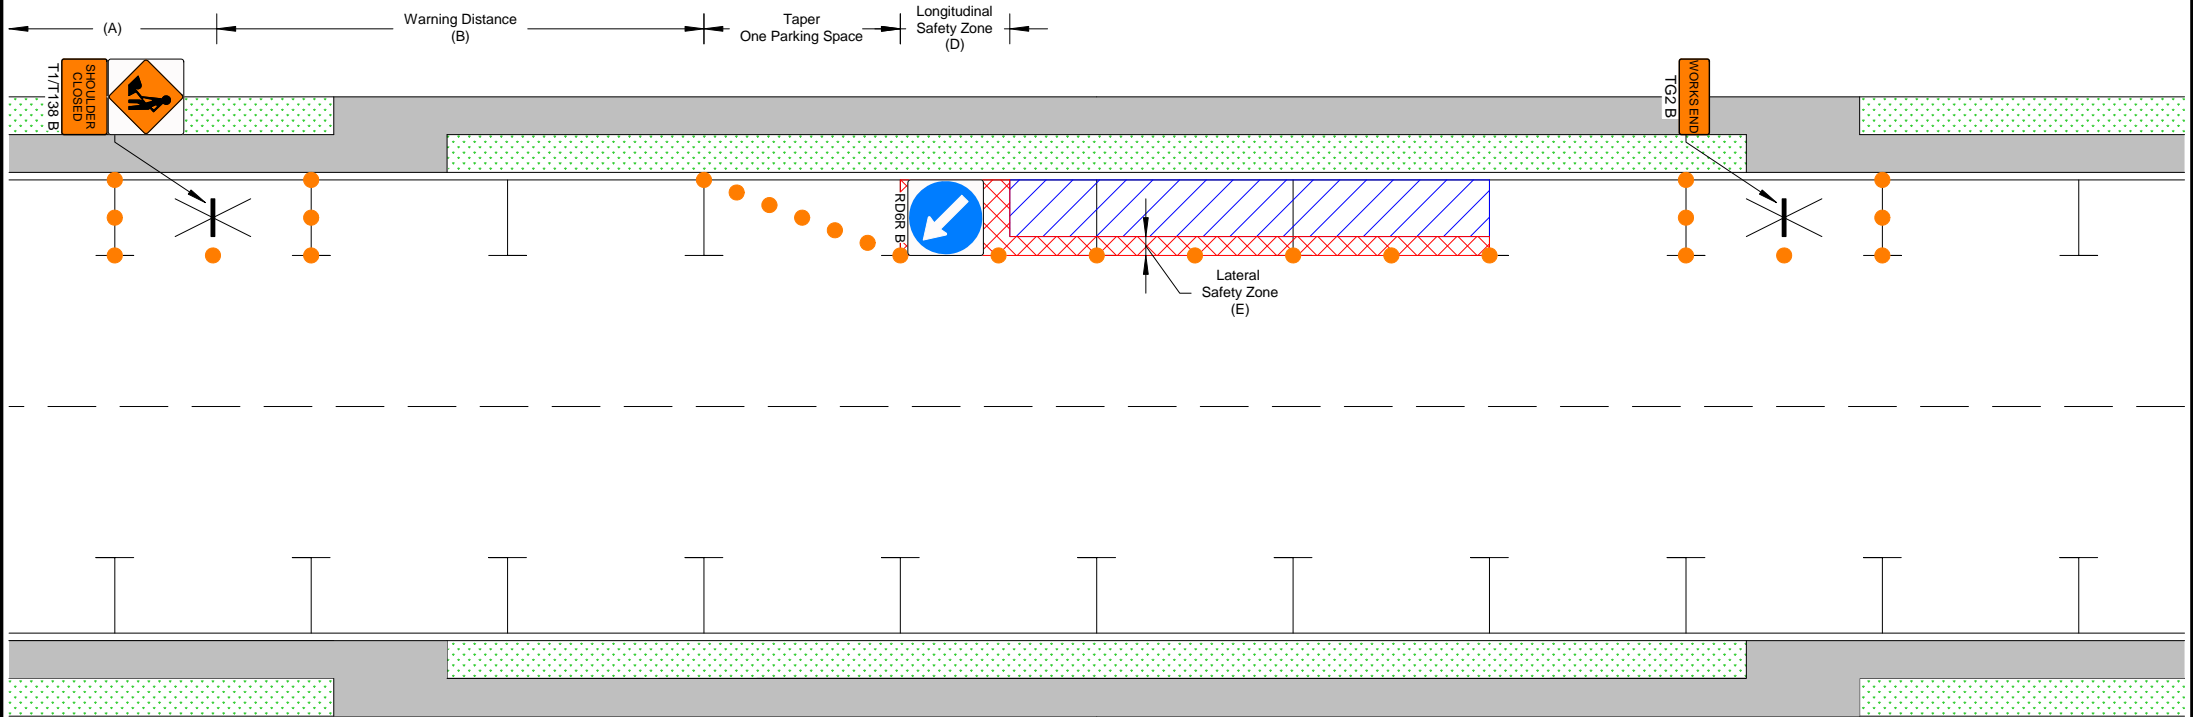 (A)
Warning Distance
(B)
Taper
One Parking Space
Longitudinal
Safety Zone
(D)
SHOULDER
CLOSED
T1/T138 B
WORKS END
TG2 B
RD6R B
Lateral
Safety Zone
(E)